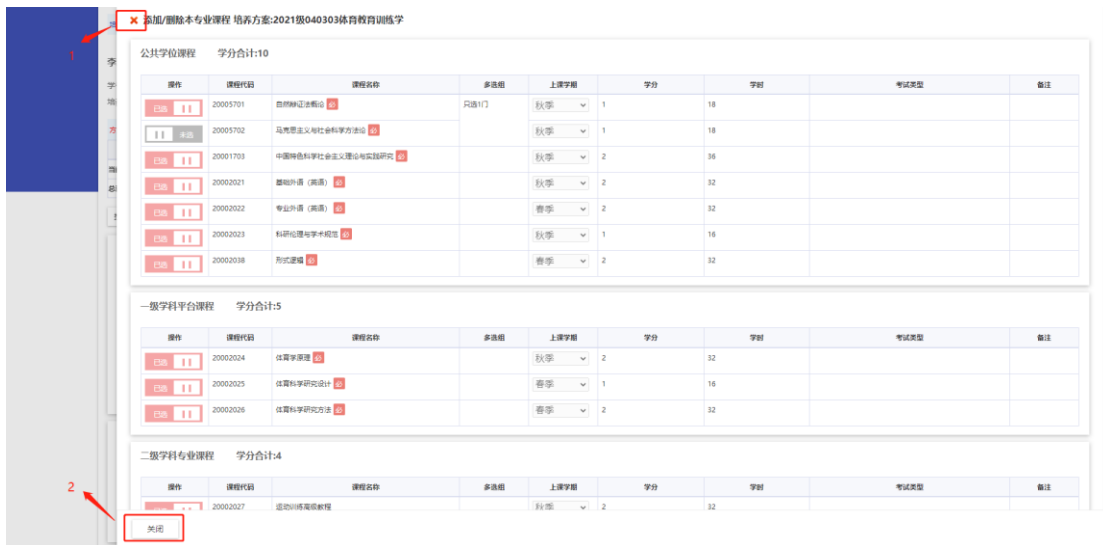 添加/删除本专业课程 培养方案:2021级040303体育教育训练学
1
李
公共学位课程 学分合计:10
操作 课程代码 课程名称 多选组 上课学期 学分 学时 考试类型 备注
已选 20005701 自然辩证法概论 必 只选1门 秋季 1 18
未选 20005702 马克思主义与社会科学方法论 必 秋季 1 18
已选 20001703 中国特色科学社会主义理论与实践研究 必 秋季 2 36
已选 20002021 基础外语（英语） 必 秋季 2 32
已选 20002022 专业外语（英语） 必 春季 2 32
已选 20002023 科研伦理与学术规范 必 秋季 1 16
已选 20002038 形式逻辑 必 春季 2 32
一级学科平台课程 学分合计:5
操作 课程代码 课程名称 多选组 上课学期 学分 学时 考试类型 备注
已选 20002024 体育学原理 必 秋季 2 32
已选 20002025 体育科学研究设计 必 春季 1 16
已选 20002026 体育科学研究方法 必 春季 2 32
二级学科专业课程 学分合计:4
操作 课程代码 课程名称 多选组 上课学期 学分 学时 考试类型 备注
2
20002027 运动训练高级教程 秋季 2 32
关闭